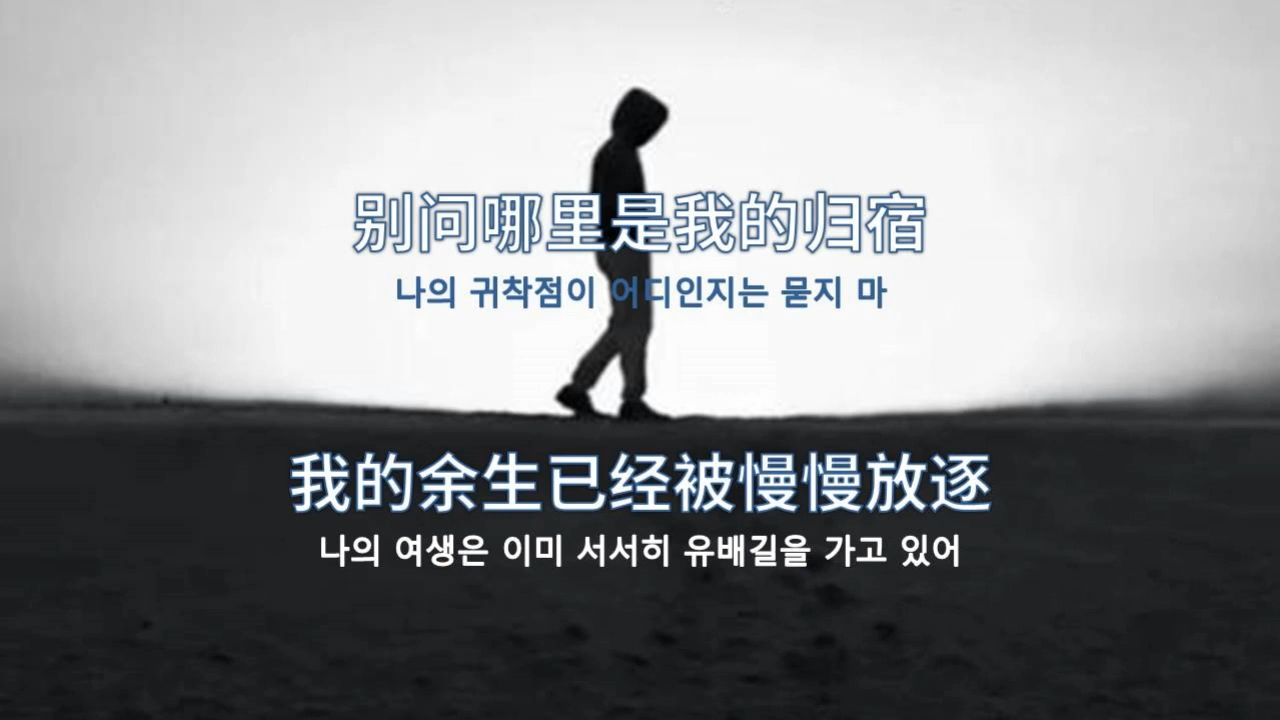 别问哪里是我的归宿
나의 귀착점이 어디인지는 묻지 마
我的余生已经被慢慢放逐
나의 여생은 이미 서서히 유배길을 가고 있어